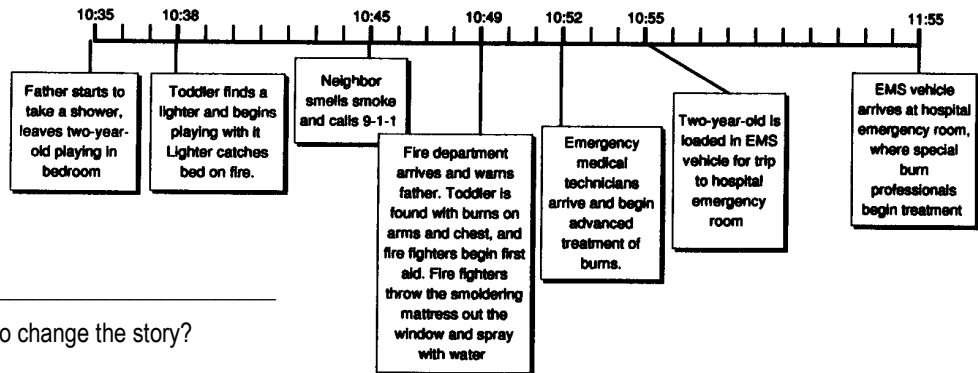 10:35
10:38
10:45
10:49
10:52
10:55
11:55
Father starts to
take a shower,
leaves two-year-
old playing in
bedroom
Toddler finds a
lighter and begins
playing with it
Lighter catches
bed on fire.
Neighbor
smells smoke
and calls 9-1-1
Fire department
arrives and warns
father. Toddler is
found with burns on
arms and chest, and
fire fighters begin first
aid. Fire fighters
throw the smoldering
mattress out the
window and spray
with water
Emergency
medical
technicians
arrive and begin
advanced
treatment of
burns.
Two-year-old is
loaded in EMS
vehicle for trip
to hospital
emergency
room
EMS vehicle
arrives at hospital
emergency room,
where special
burn
professionals
begin treatment
o change the story?